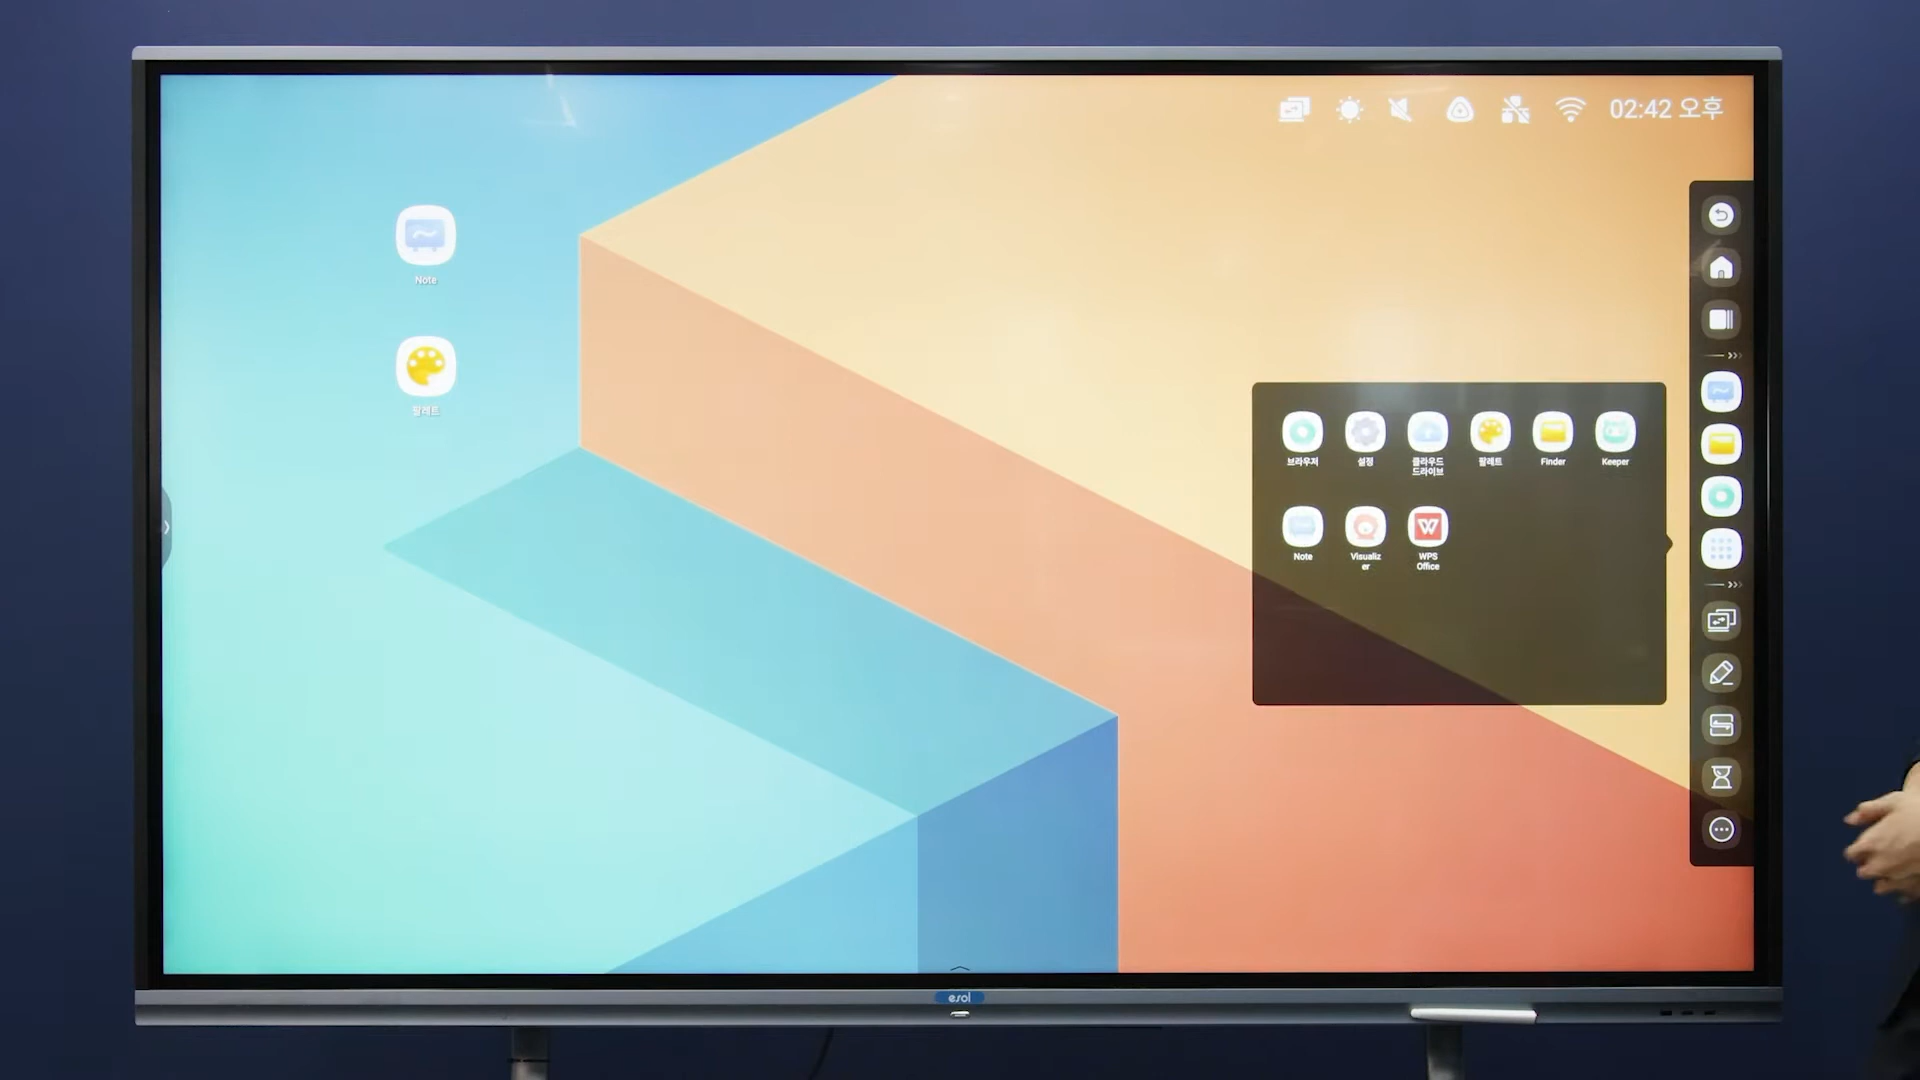 02:42 오후
Note
팔레트
브라우저
설정
클라우드
드라이브
팔레트
Finder
Keeper
Note
Visualiz
er
WPS
Office
esol